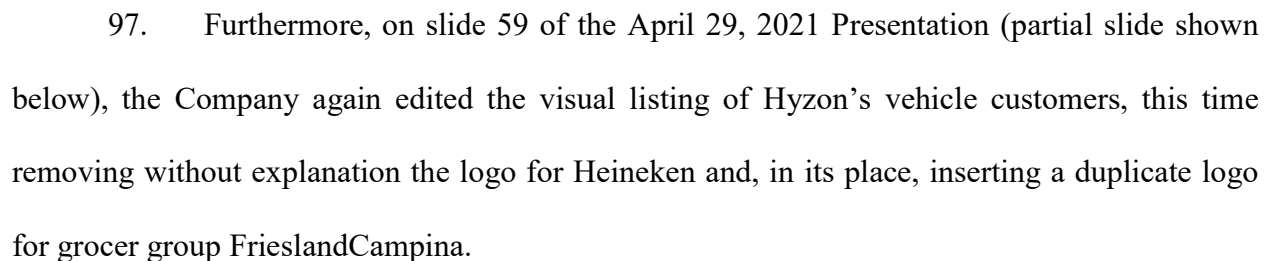 97. Furthermore, on slide 59 of the April 29, 2021 Presentation (partial slide shown
below), the Company again edited the visual listing of Hyzon’s vehicle customers, this time
removing without explanation the logo for Heineken and, in its place, inserting a duplicate logo
for grocer group FrieslandCampina.